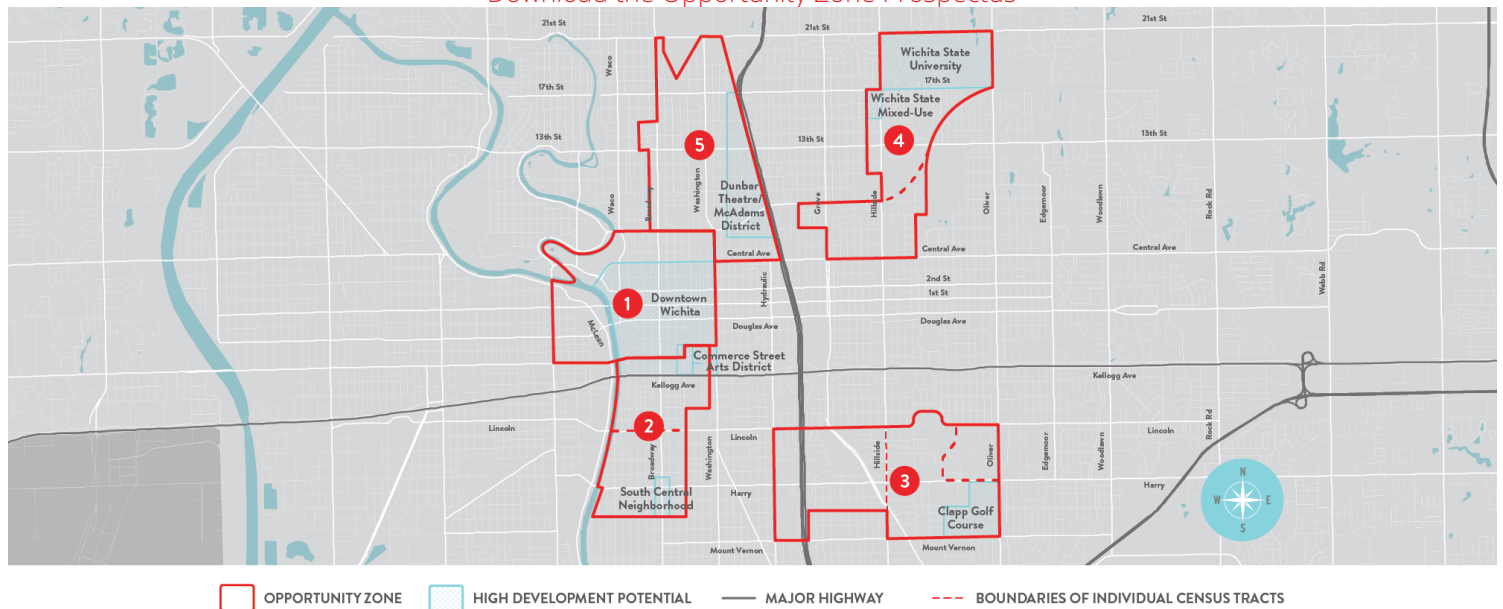 Download the Opportunity Zone Prospectus
21st St
21st St
21st St
Waco
Wichita State
University
17th St
17th St
Wichita State
Mixed-Use
13th St
13th St
13th St
5
4
Washington
Dunbar
Theatre/
McAdams
District
Waco
Broadway
Grove
Hillside
Oliver
Edgemoor
Woodlawn
Rock Rd
Central Ave
Central Ave
Central Ave
Webb Rd
2nd St
1st St
Hydraulic
1
Downtown
Wichita
McLean
Douglas Ave
Douglas Ave
Commerce Street
Arts District
Kellogg Ave
Kellogg Ave
Lincoln
2
Lincoln
Lincoln
Rock Rd
Broadway
Washington
Hillside
Oliver
Edgemoor
Woodlawn
3
South Central
Neighborhood
Harry
Harry
Clapp Golf
Course
Mount Vernon
Mount Vernon
N
W
E
S
OPPORTUNITY ZONE
HIGH DEVELOPMENT POTENTIAL
MAJOR HIGHWAY
BOUNDARIES OF INDIVIDUAL CENSUS TRACTS